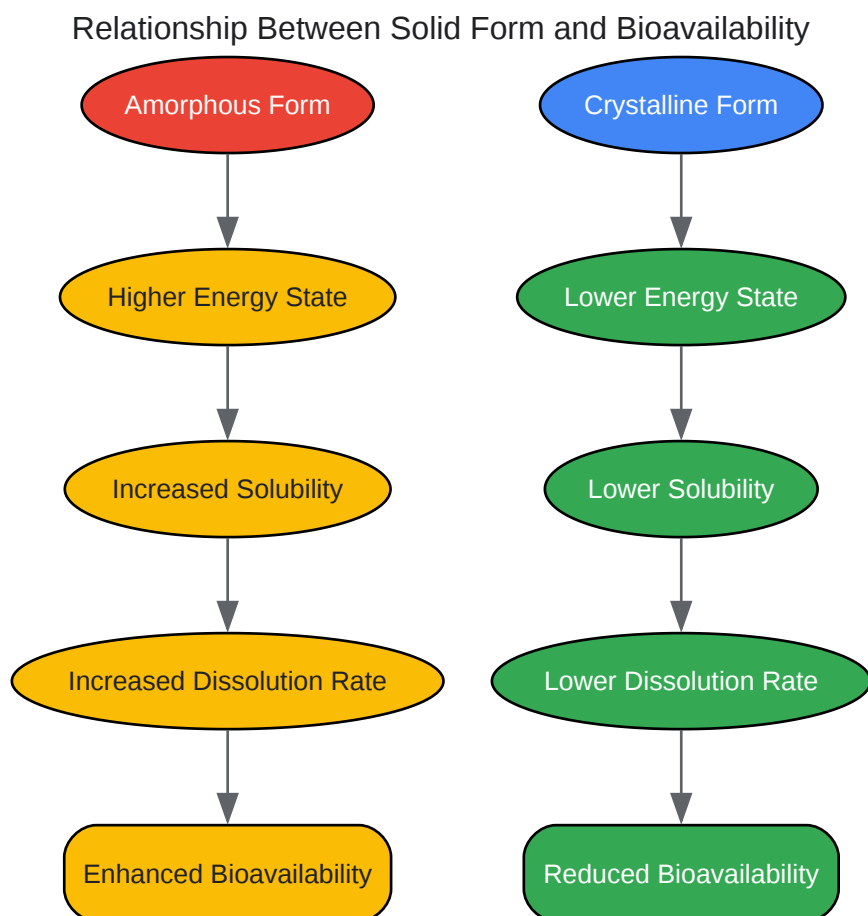 Relationship Between Solid Form and Bioavailability
Amorphous Form
Crystalline Form
Higher Energy State
Lower Energy State
Increased Solubility
Lower Solubility
Increased Dissolution Rate
Lower Dissolution Rate
Enhanced Bioavailability
Reduced Bioavailability